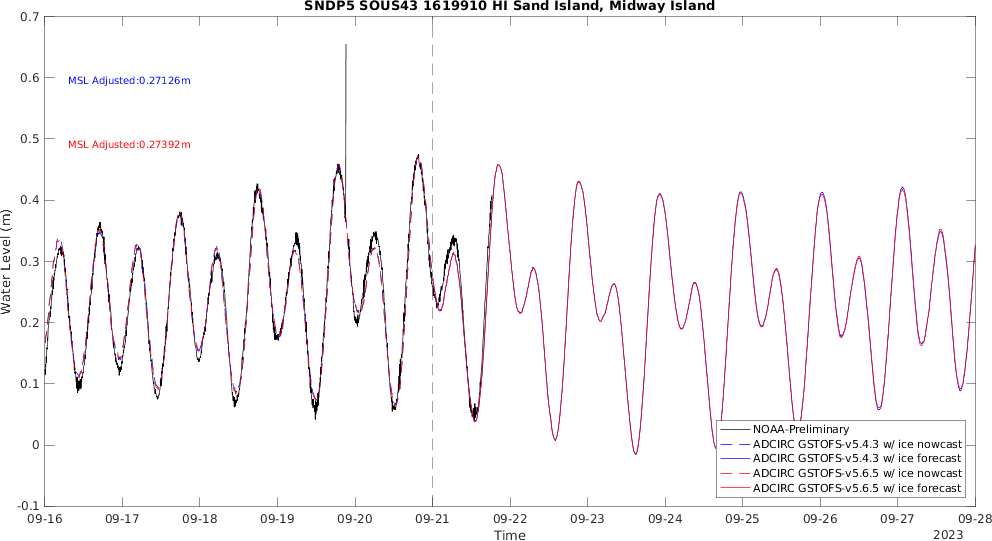 SNDP5 SOUS43 1619910 HI Sand Island, Midway Island
0.7
0.6
0.5
0.4
0.3
0.2
0.1
0
-0.1
Water Level (m)
MSL Adjusted:0.27126m
MSL Adjusted:0.27392m
NOAA-Preliminary
ADCIRC GSTOFS-v5.4.3 w/ ice nowcast
ADCIRC GSTOFS-v5.4.3 w/ ice forecast
ADCIRC GSTOFS-v5.6.5 w/ ice nowcast
ADCIRC GSTOFS-v5.6.5 w/ ice forecast
09-16 09-17 09-18 09-19 09-20 09-21 09-22 09-23 09-24 09-25 09-26 09-27 09-28
Time
2023